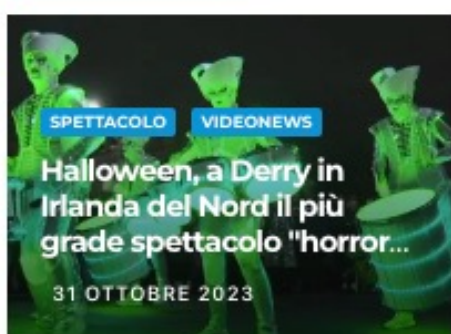 SPETTACOLO VIDEONEWS
Halloween, a Derry in
Irlanda del Nord il più
grade spettacolo "horror...
31 OTTOBRE 2023